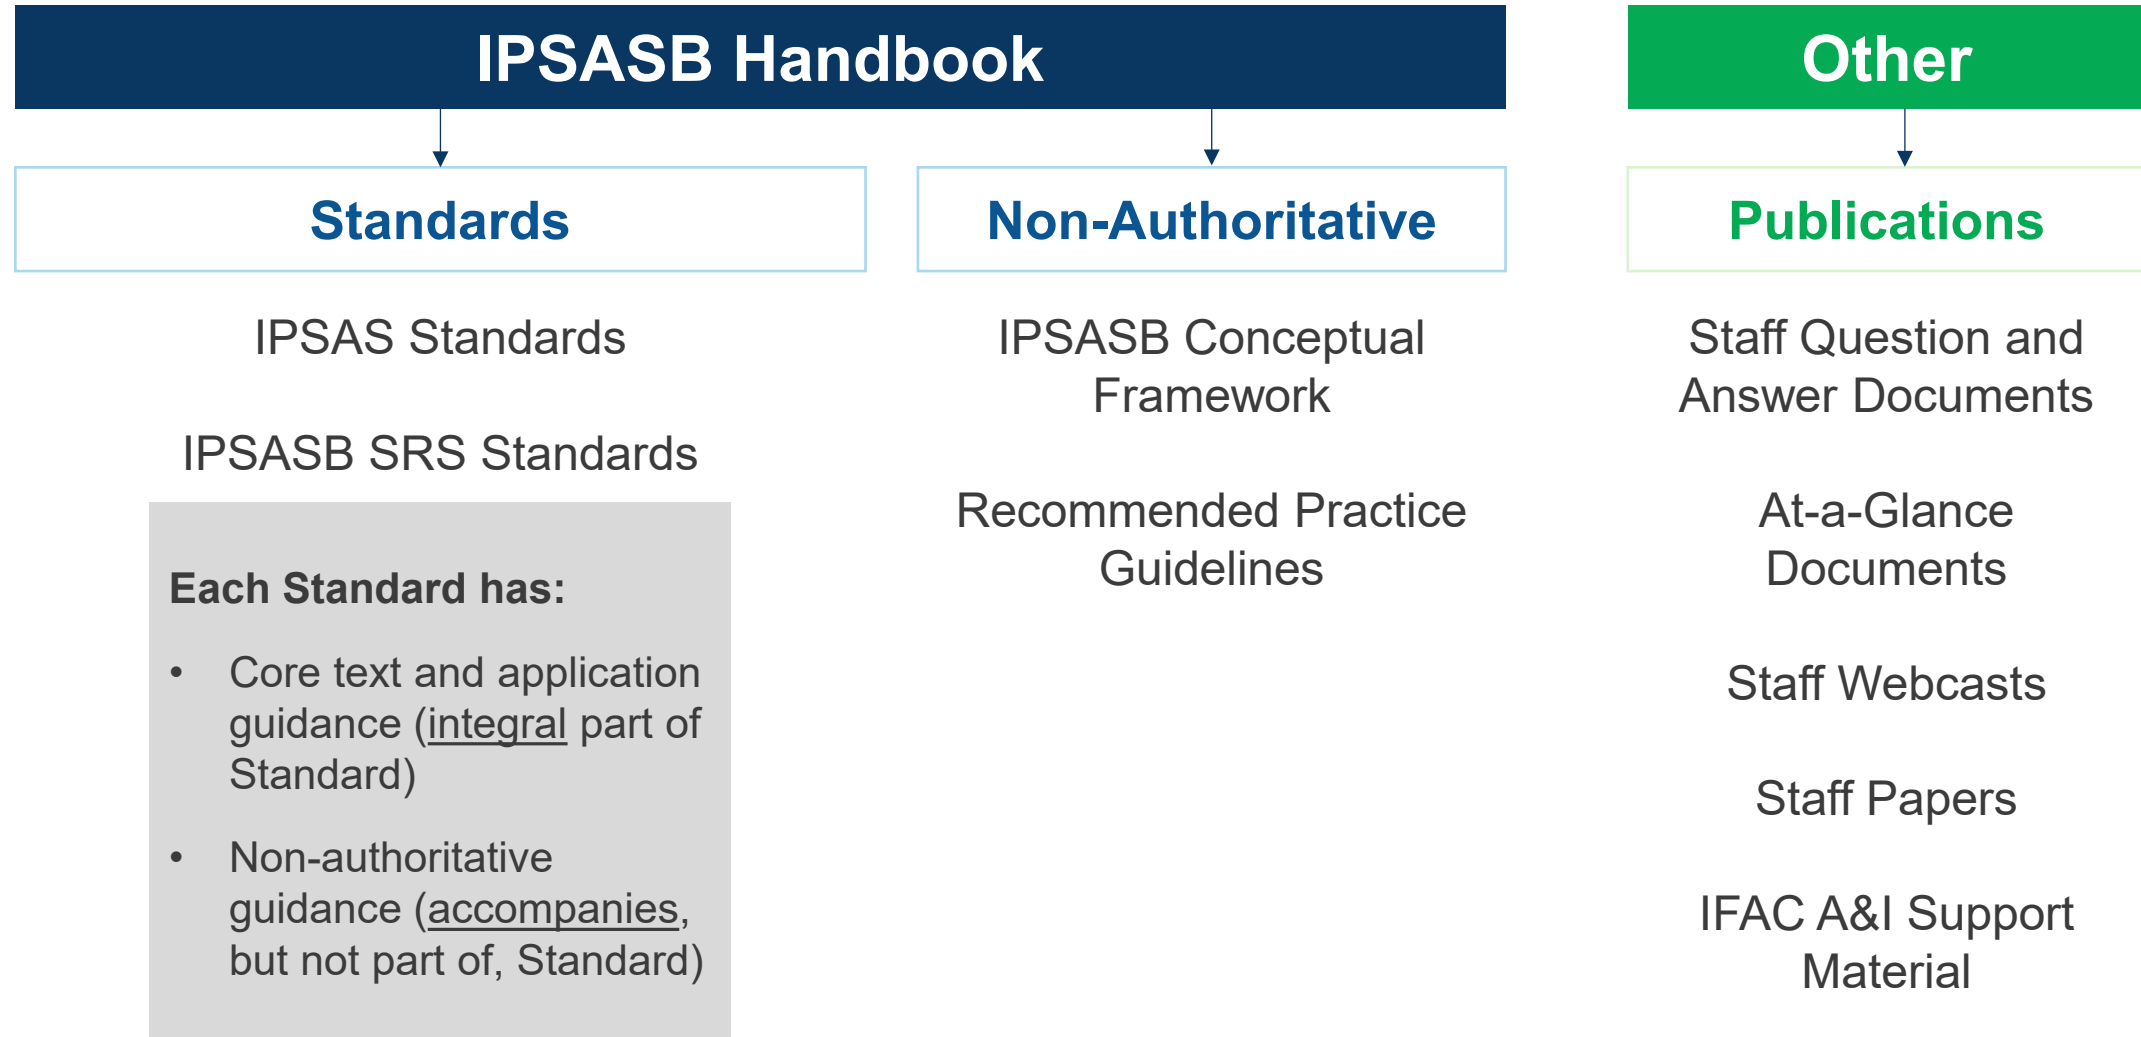 IPSASB Handbook
Other
Standards
Non-Authoritative
Publications
IPSAS Standards
IPSASB SRS Standards
Each Standard has:
• Core text and application
guidance (integral part of
Standard)
• Non-authoritative
guidance (accompanies,
but not part of, Standard)
IPSASB Conceptual
Framework
Recommended Practice
Guidelines
Staff Question and
Answer Documents
At-a-Glance
Documents
Staff Webcasts
Staff Papers
IFAC A&I Support
Material